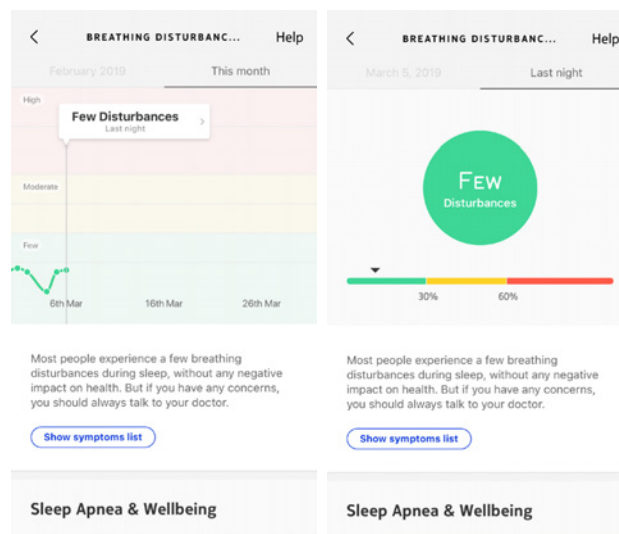 BREATHING DISTURBANC...
Help
February 2019
This month
High
Few Disturbances
Last night
Moderate
Few
6th Mar
16th Mar
26th Mar
Most people experience a few breathing
disturbances during sleep, without any negative
impact on health. But if you have any concerns,
you should always talk to your doctor.
Show symptoms list
Sleep Apnea & Wellbeing
BREATHING DISTURBANC...
Help
March 5, 2019
Last night
FEW
Disturbances
30%
60%
Most people experience a few breathing
disturbances during sleep, without any negative
impact on health. But if you have any concerns,
you should always talk to your doctor.
Show symptoms list
Sleep Apnea & Wellbeing